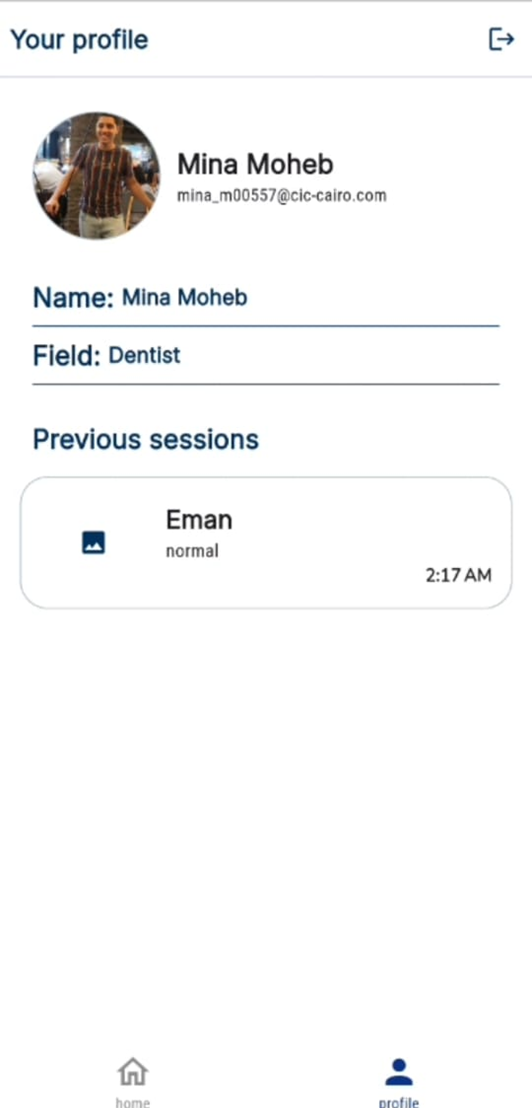 Your profile
Mina Moheb
mina_m00557@cic-cairo.com
Name: Mina Moheb
Field: Dentist
Previous sessions
Eman
normal
2:17 AM
home
profile